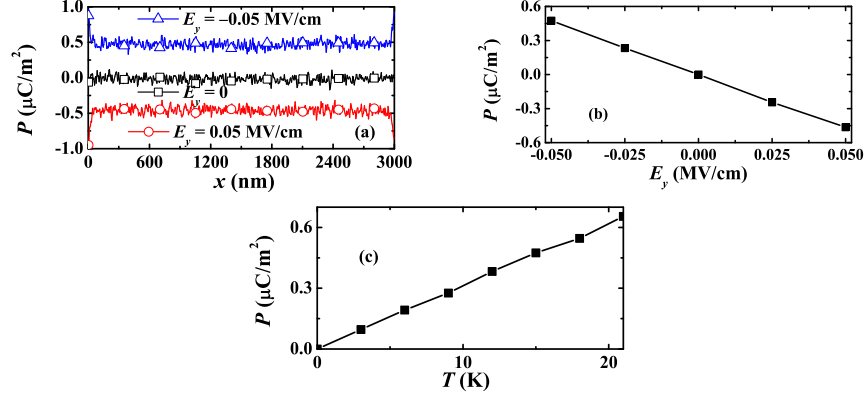 P (μC/m²)
1.0
0.5
0.0
-0.5
-1.0
E_y = –0.05 MV/cm
E_y = 0
E_y = 0.05 MV/cm
(a)
0 600 1200 1800 2400 3000
x (nm)
P (μC/m²)
0.6
0.3
0.0
-0.3
-0.6
(b)
-0.050 -0.025 0.000 0.025 0.050
E_y (MV/cm)
P (μC/m²)
0.6
0.3
0.0
(c)
0 10 20
T (K)